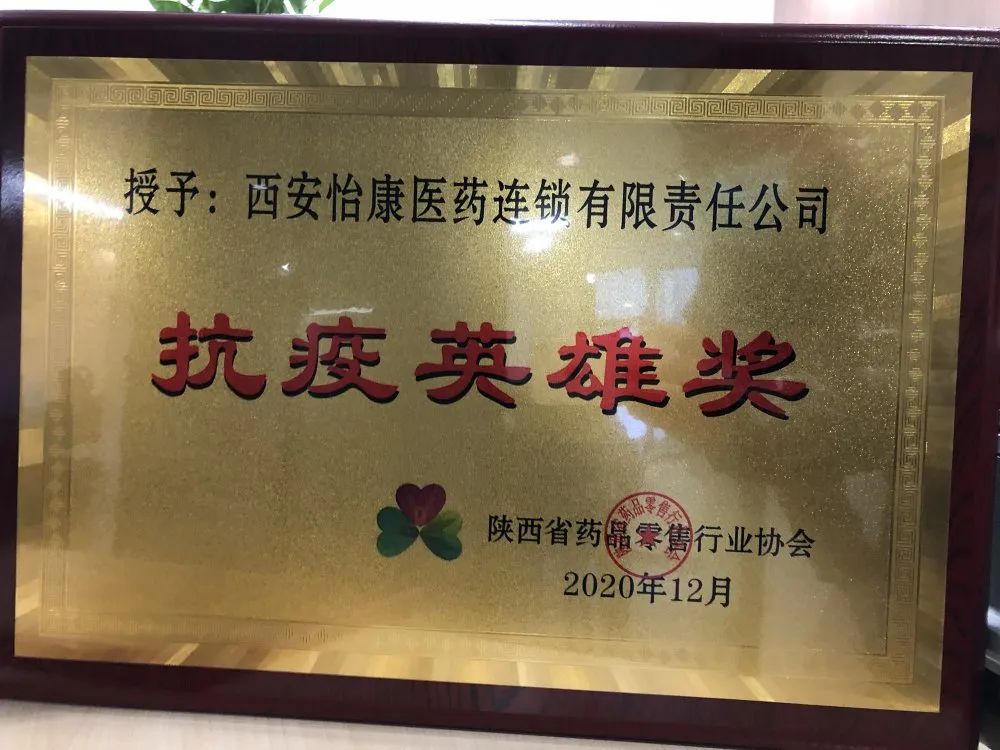 授予：西安怡康医药连锁有限责任公司
抗疫英雄奖
陕西省药品零售行业协会
2020年12月